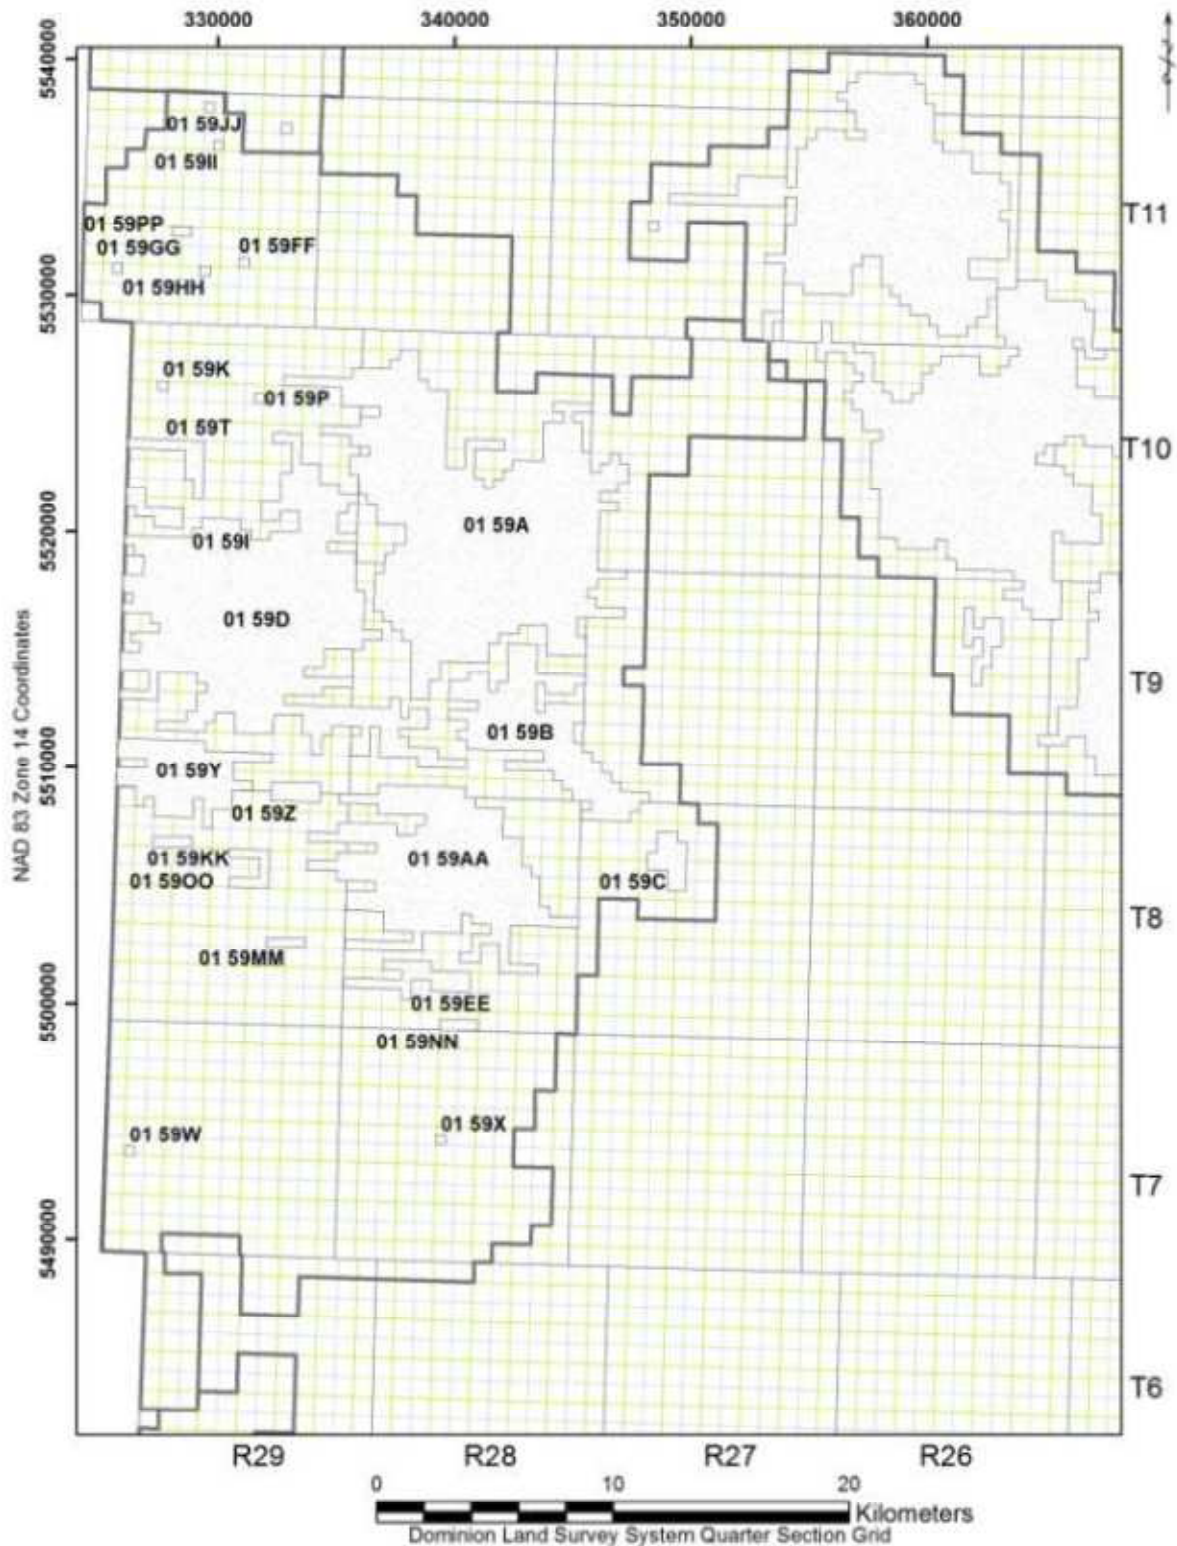 330000 340000 350000 360000
5540000
5530000
5520000
5510000
5500000
5490000
NAD 83 Zone 14 Coordinates
01 59JJ
01 59II
01 59PP
01 59GG
01 59FF
01 59HH
01 59K
01 59P
01 59T
01 59A
01 59I
01 59D
01 59B
01 59Y
01 59Z
01 59KK
01 59AA
01 59OO
01 59C
01 59MM
01 59EE
01 59NN
01 59X
01 59W
T11
T10
T9
T8
T7
T6
R29 R28 R27 R26
0 10 20
Kilometers
Dominion Land Survey System Quarter Section Grid